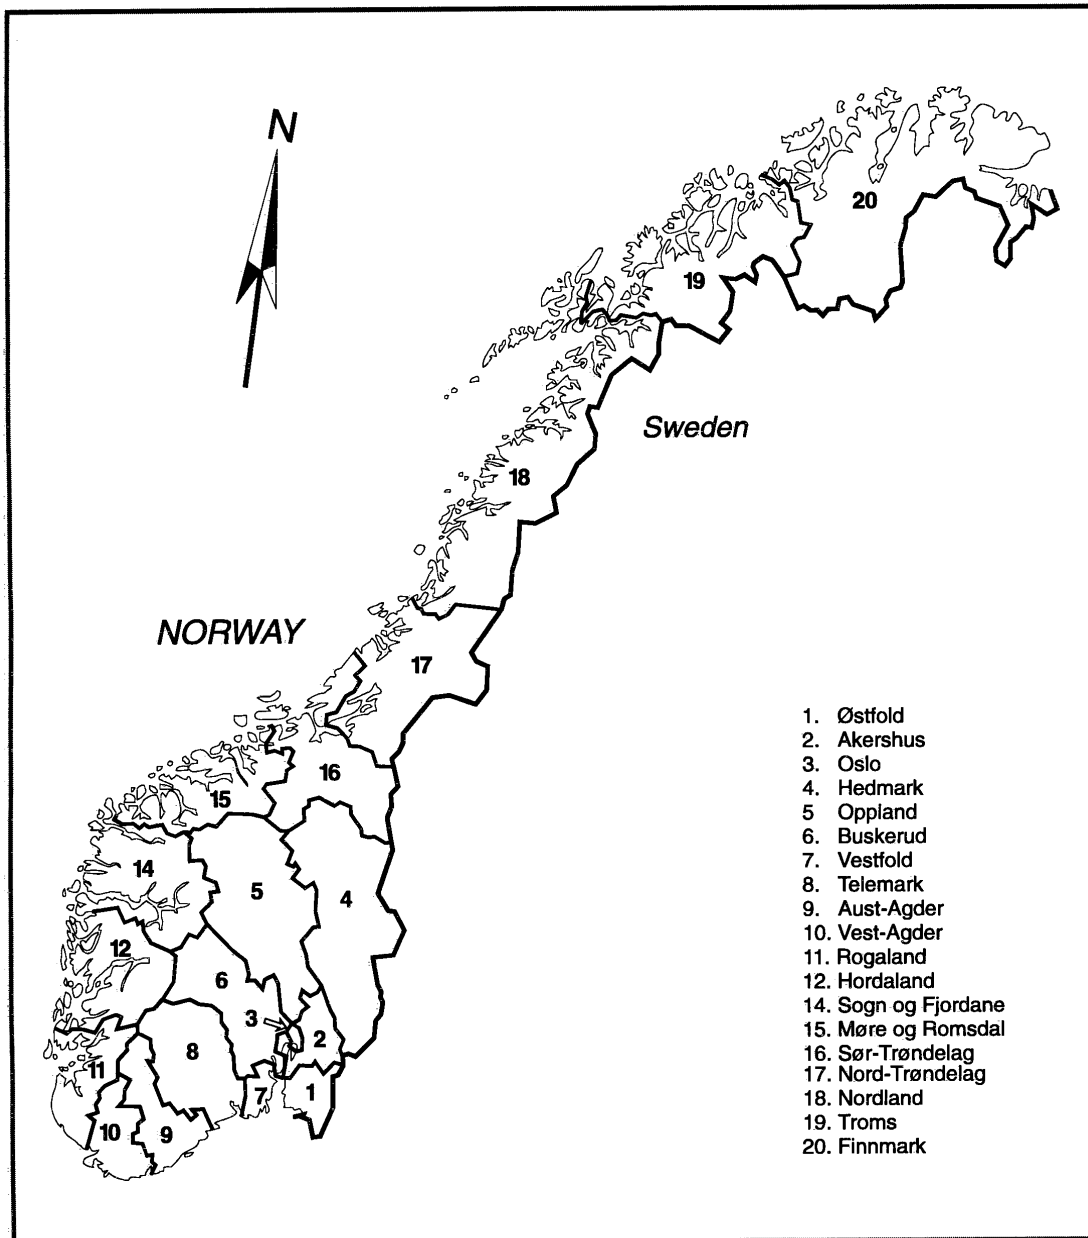 N
20
19
Sweden
18
NORWAY
17
16
15
14
5
4
12
6
3
2
8
11
7
1
10
9
1. Østfold
2. Akershus
3. Oslo
4. Hedmark
5 Oppland
6. Buskerud
7. Vestfold
8. Telemark
9. Aust-Agder
10. Vest-Agder
11. Rogaland
12. Hordaland
14. Sogn og Fjordane
15. Møre og Romsdal
16. Sør-Trøndelag
17. Nord-Trøndelag
18. Nordland
19. Troms
20. Finnmark